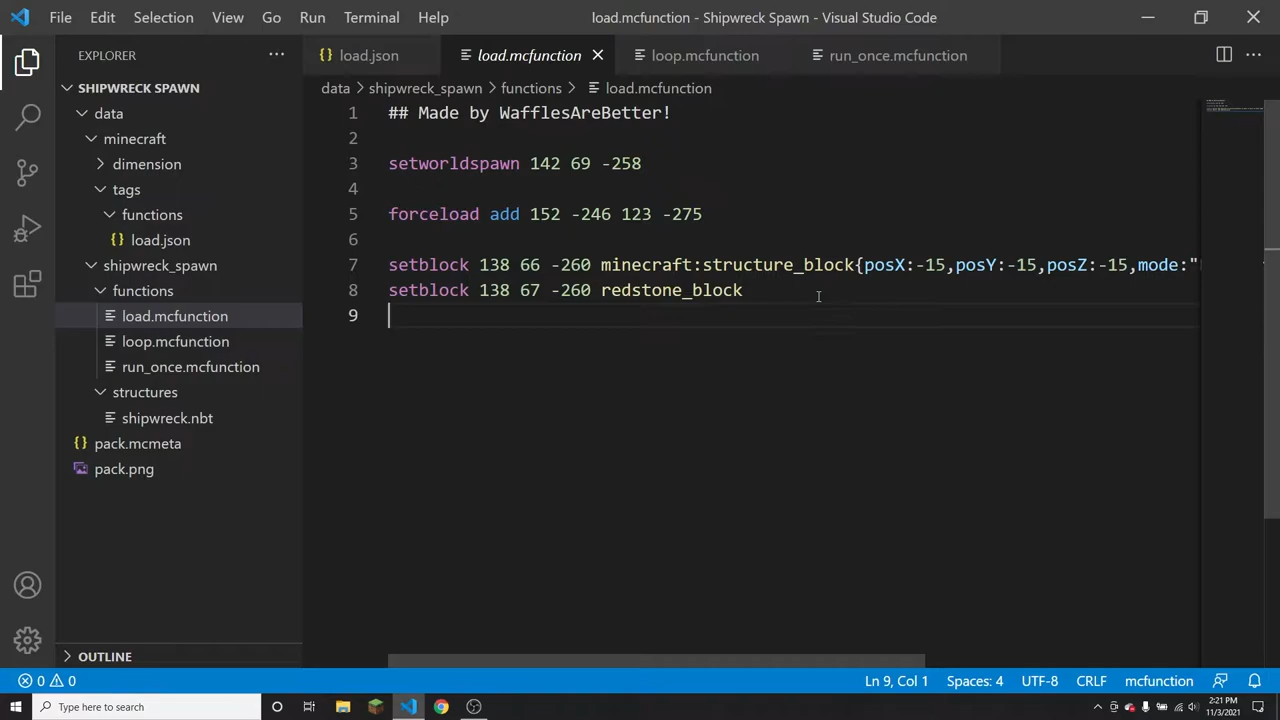 File Edit Selection View Go Run Terminal Help load.mcfunction - Shipwreck Spawn - Visual Studio Code
EXPLORER
load.json load.mcfunction loop.mcfunction run_once.mcfunction
SHIPWRECK SPAWN
data
minecraft
dimension
tags
functions
load.json
shipwreck_spawn
functions
load.mcfunction
loop.mcfunction
run_once.mcfunction
structures
shipwreck.nbt
pack.mcmeta
pack.png
OUTLINE
data > shipwreck_spawn > functions > load.mcfunction
1 ## Made by WafflesAreBetter!
2
3 setworldspawn 142 69 -258
4
5 forceload add 152 -246 123 -275
6
7 setblock 138 66 -260 minecraft:structure_block{posX:-15,posY:-15,posZ:-15,mode:"
8 setblock 138 67 -260 redstone_block
9
0 0 Ln 9, Col 1 Spaces: 4 UTF-8 CRLF mcfunction
Type here to search
2:21 PM
11/3/2021